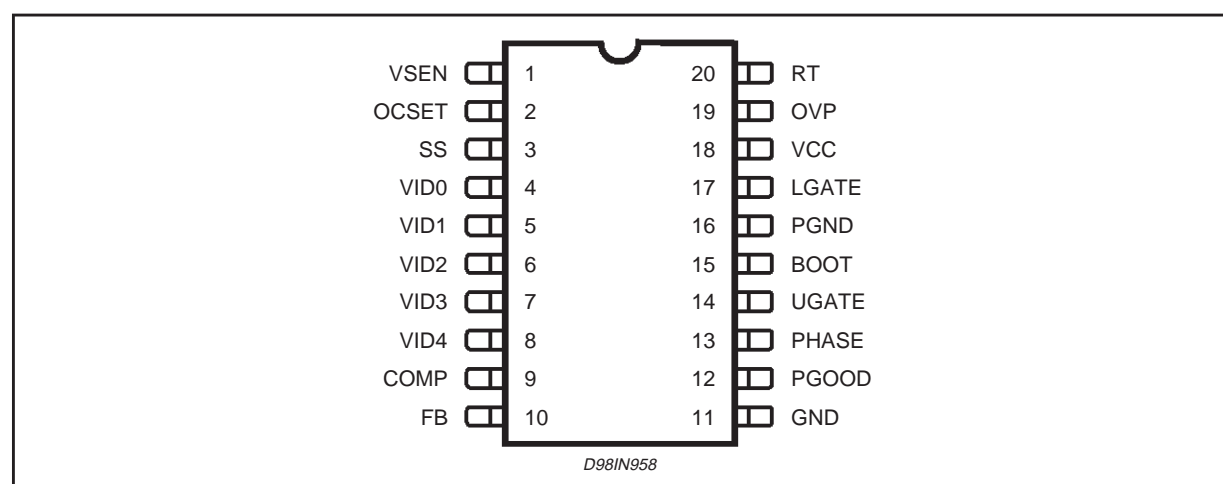 VSEN 1 20 RT
OCSET 2 19 OVP
SS 3 18 VCC
VID0 4 17 LGATE
VID1 5 16 PGND
VID2 6 15 BOOT
VID3 7 14 UGATE
VID4 8 13 PHASE
COMP 9 12 PGOOD
FB 10 11 GND
D98IN958